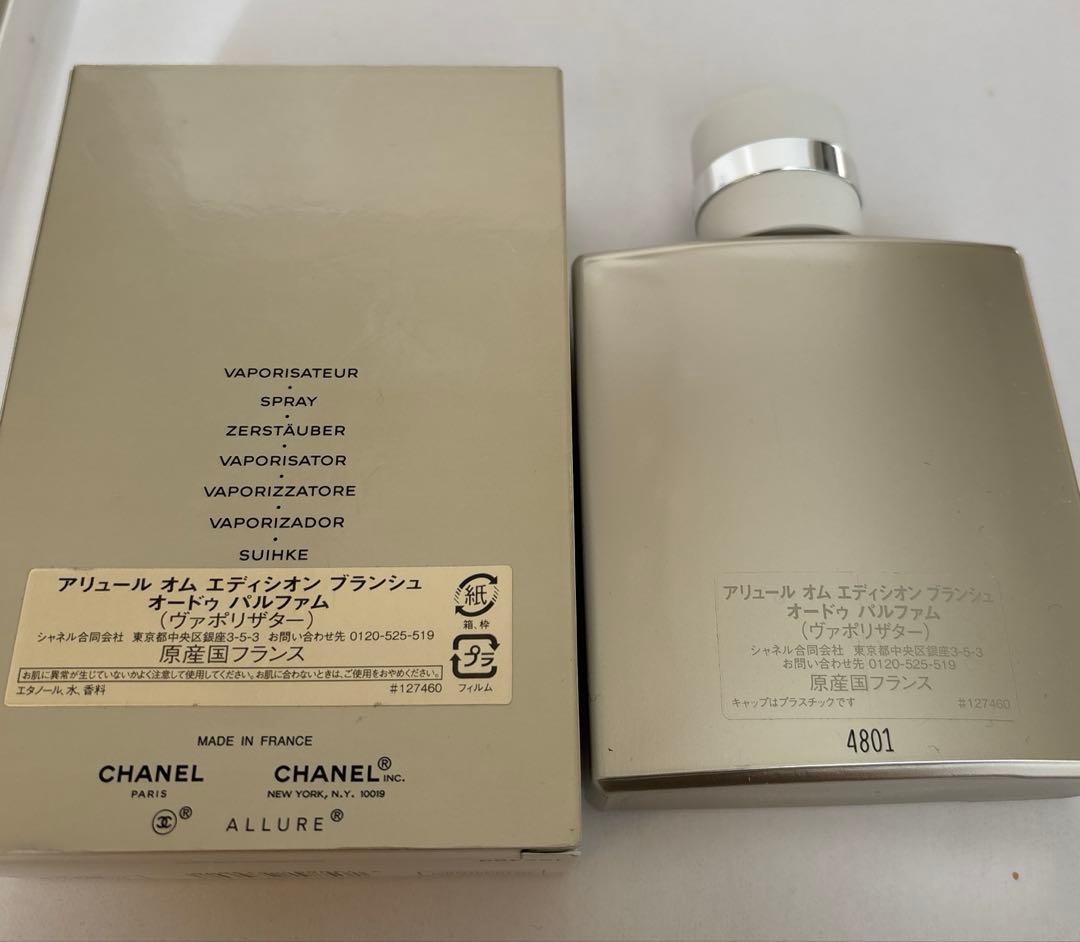 VAPORISATEUR
SPRAY
ZERSTÄUBER
VAPORISATOR
VAPORIZZATORE
VAPORIZADOR
SUIHKE
アリュール オム エディシオン ブランシュ
オードゥ パルファム
(ヴァポリザター)
シャネル合同会社 東京都中央区銀座3-5-3 お問い合わせ先 0120-525-519
原産国フランス
お肌に異常が生じていないかよく注意して使用してください。お肌に合わないときは、ご使用をおやめください。
エタノール、水、香料 #127460
紙
箱、枠
プラ
フィルム
MADE IN FRANCE
CHANEL
PARIS
CHANEL® INC.
NEW YORK, N.Y. 10019
® ALLURE®
アリュール オム エディシオン ブランシュ
オードゥ パルファム
(ヴァポリザター)
シャネル合同会社 東京都中央区銀座3-5-3
お問い合わせ先 0120-525-519
原産国フランス
キャップはプラスチックです #127460
4801